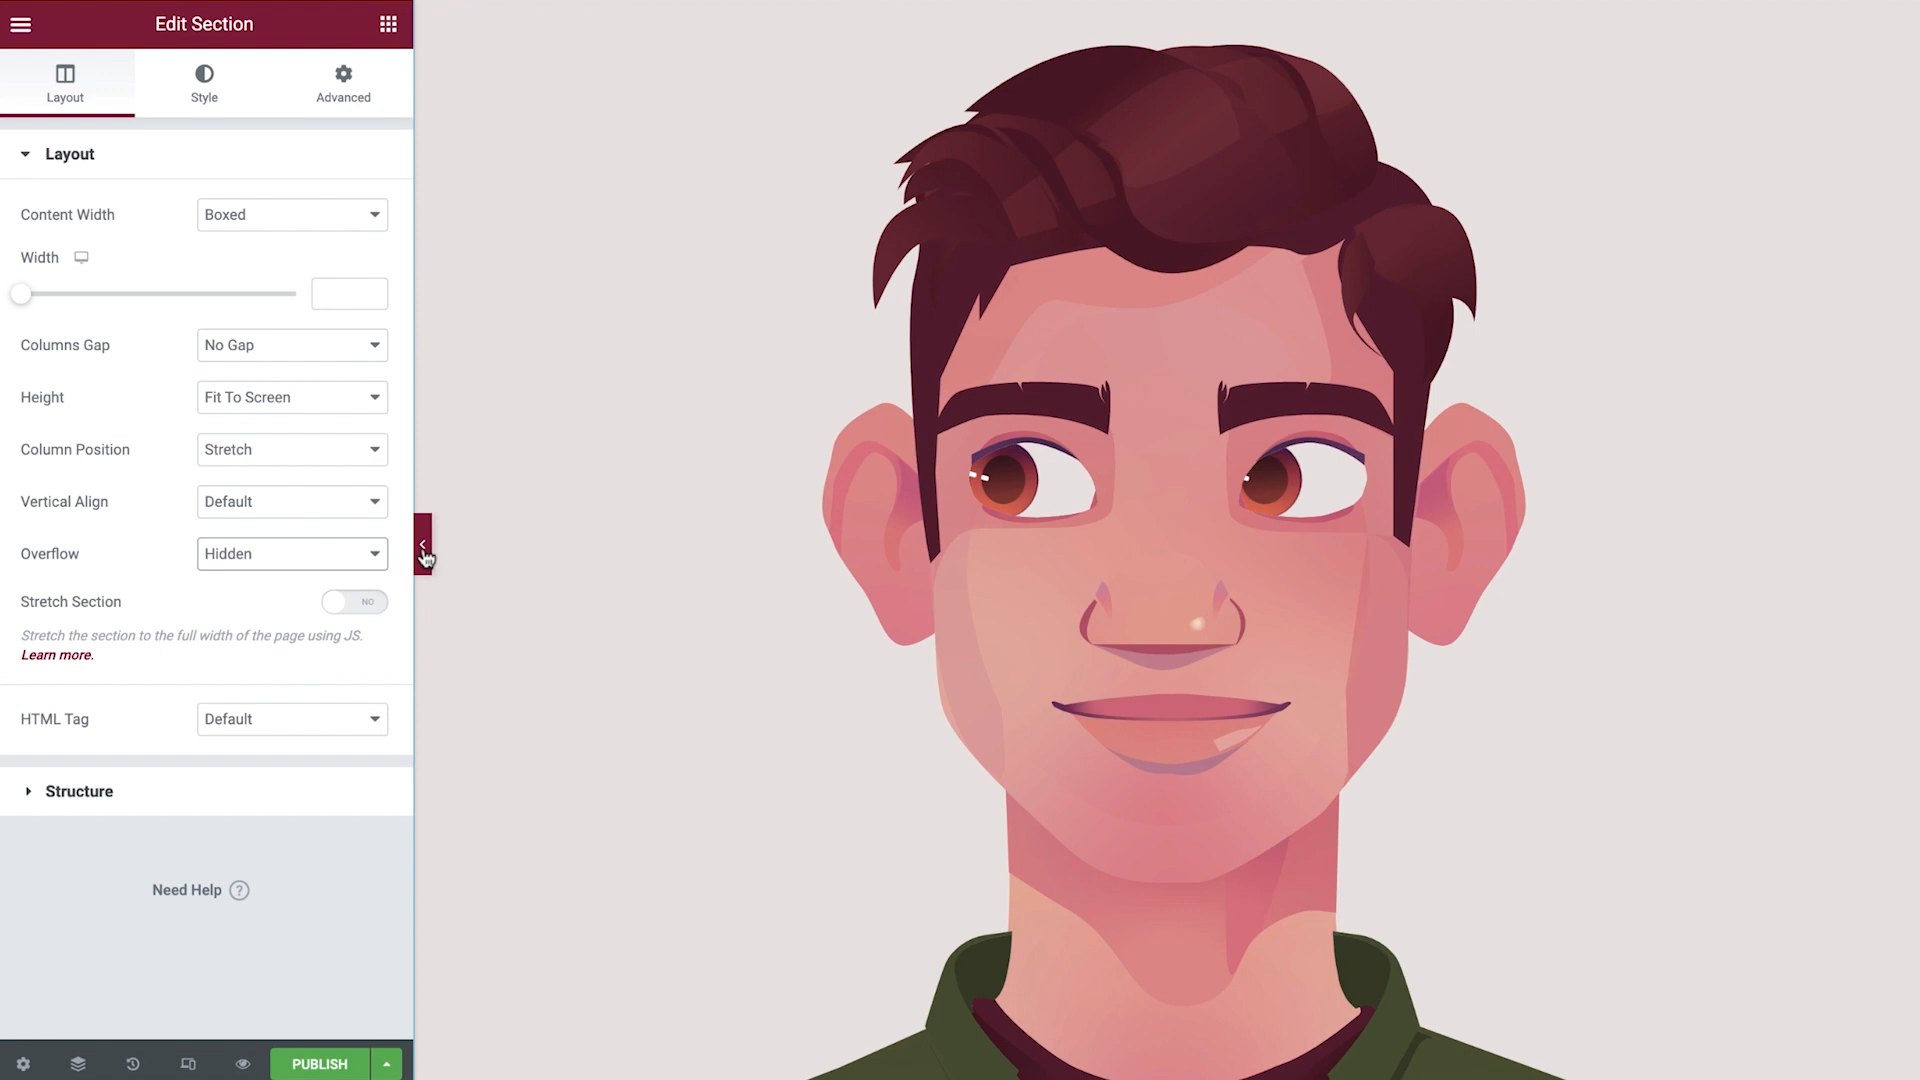 Edit Section
Layout
Style
Advanced
Layout
Content Width
Boxed
Width
Columns Gap
No Gap
Height
Fit To Screen
Column Position
Stretch
Vertical Align
Default
Overflow
Hidden
Stretch Section
NO
Stretch the section to the full width of the page using JS.
Learn more.
HTML Tag
Default
Structure
Need Help ?
PUBLISH